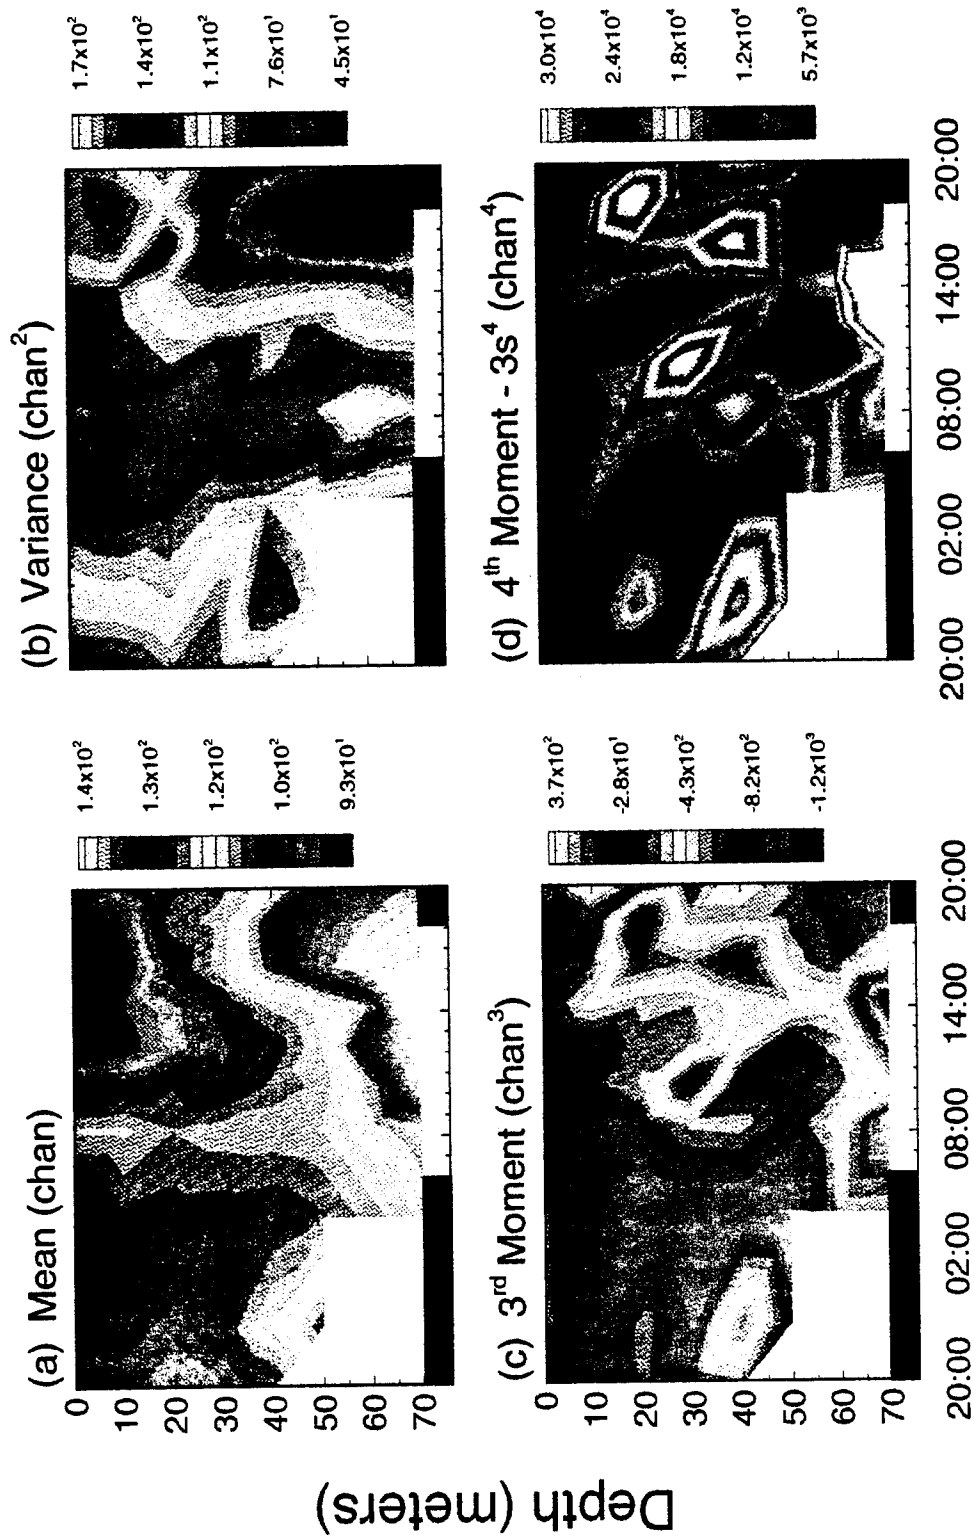 (a) Mean (chan)
1.4x10²
1.3x10²
1.2x10²
1.0x10²
9.3x10¹
0
10
20
30
40
50
60
70
(b) Variance (chan²)
1.7x10²
1.4x10²
1.1x10²
7.6x10¹
4.5x10¹
(c) 3rd Moment (chan³)
3.7x10²
-2.8x10¹
-4.3x10²
-8.2x10²
-1.2x10³
0
10
20
30
40
50
60
70
20:00
02:00
08:00
14:00
20:00
(d) 4th Moment - 3s⁴ (chan⁴)
3.0x10⁴
2.4x10⁴
1.8x10⁴
1.2x10⁴
5.7x10³
20:00
02:00
08:00
14:00
20:00
Depth (meters)